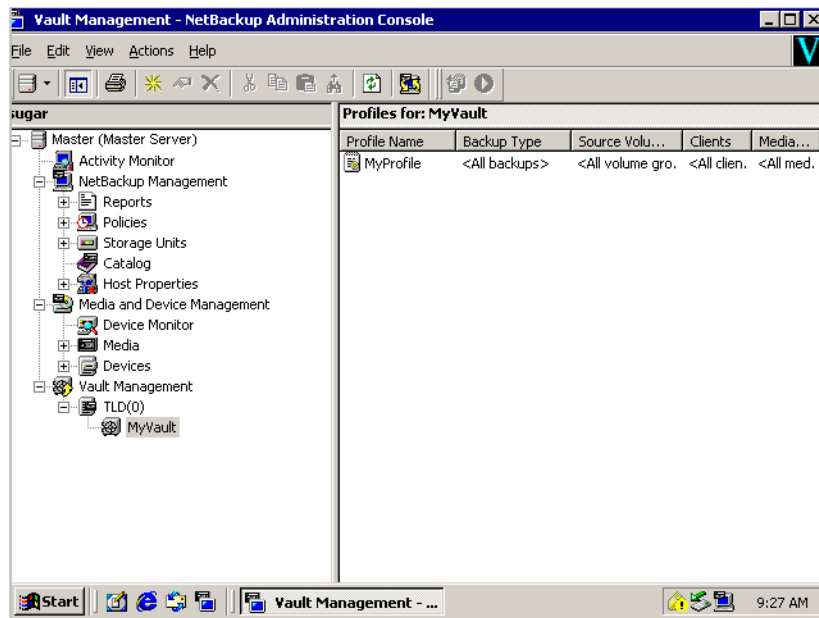 Vault Management - NetBackup Administration Console
File Edit View Actions Help
sugar
Master (Master Server)
Activity Monitor
NetBackup Management
Reports
Policies
Storage Units
Catalog
Host Properties
Media and Device Management
Device Monitor
Media
Devices
Vault Management
TLD(0)
MyVault
Profiles for: MyVault
Profile Name Backup Type Source Volu... Clients Media...
MyProfile <All backups> <All volume gro. <All clien. <All med.
Start Vault Management - ... 9:27 AM